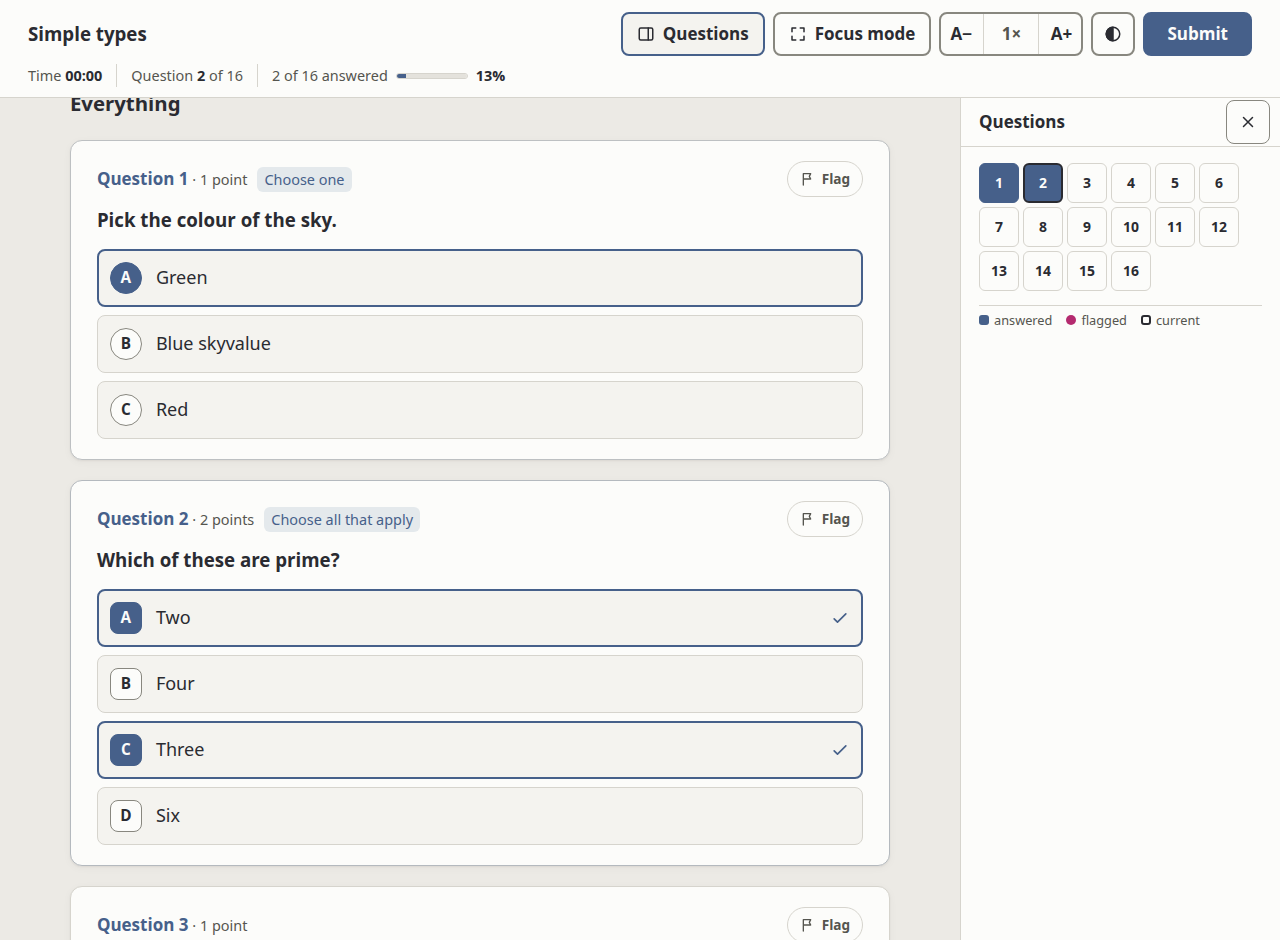 Simple types
Questions
Focus mode
A−
1×
A+
Submit
Time 00:00
Question 2 of 16
2 of 16 answered
13%
Everything
Question 1 · 1 point
Choose one
Flag
Pick the colour of the sky.
A Green
B Blue skyvalue
C Red
Question 2 · 2 points
Choose all that apply
Flag
Which of these are prime?
A Two
B Four
C Three
D Six
Question 3 · 1 point
Flag
Questions
1 2 3 4 5 6
7 8 9 10 11 12
13 14 15 16
answered flagged current